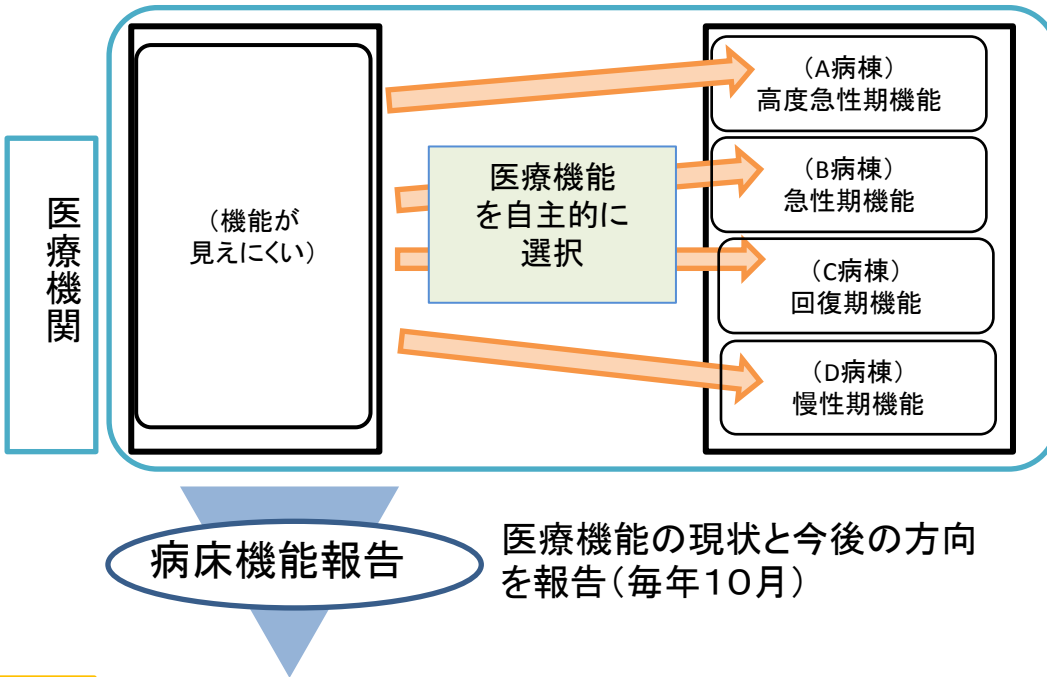 医療機関
（機能が
見えにくい）
医療機能
を自主的に
選択
（A病棟）
高度急性期機能
（B病棟）
急性期機能
（C病棟）
回復期機能
（D病棟）
慢性期機能
病床機能報告
医療機能の現状と今後の方向
を報告（毎年１０月）